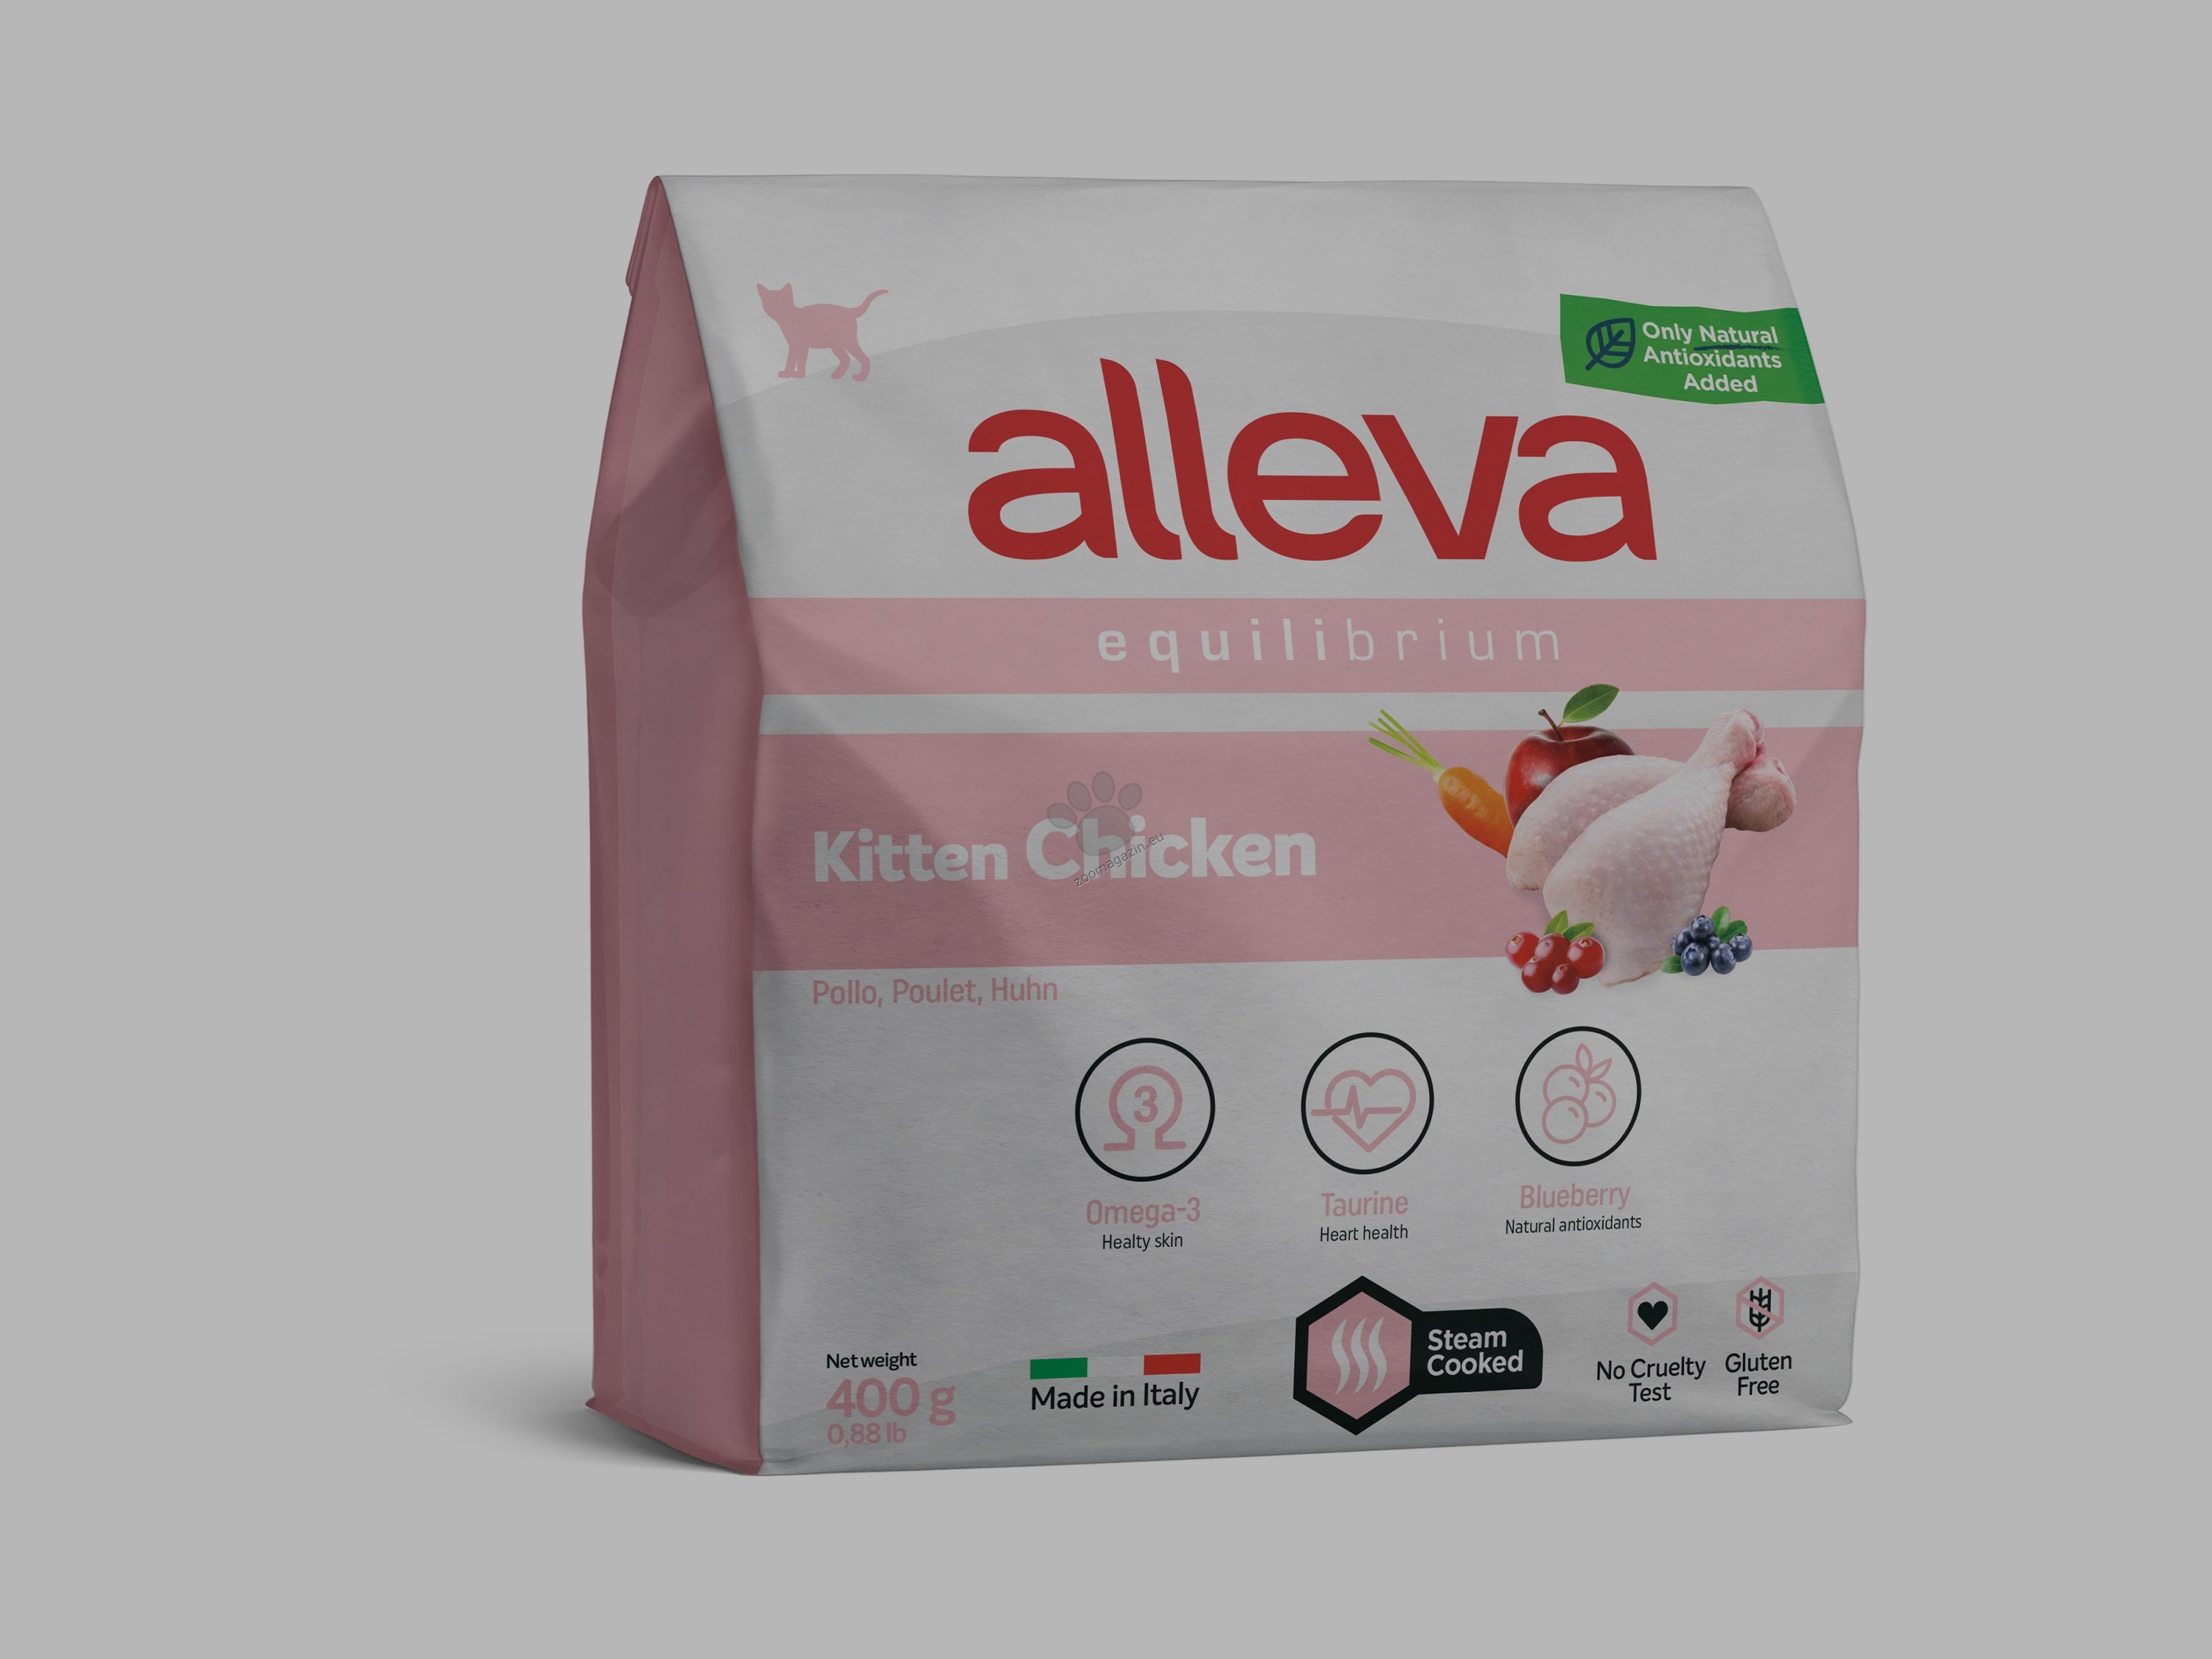 Only Natural
Antioxidants
Added
alleva
equilibrium
Kitten Chicken
zoomagazin.eu
Pollo, Poulet, Huhn
3
Omega-3
Healty skin
Taurine
Heart health
Blueberry
Natural antioxidants
Net weight
400 g
0,88 lb
Made in Italy
Steam
Cooked
No Cruelty
Test
Gluten
Free